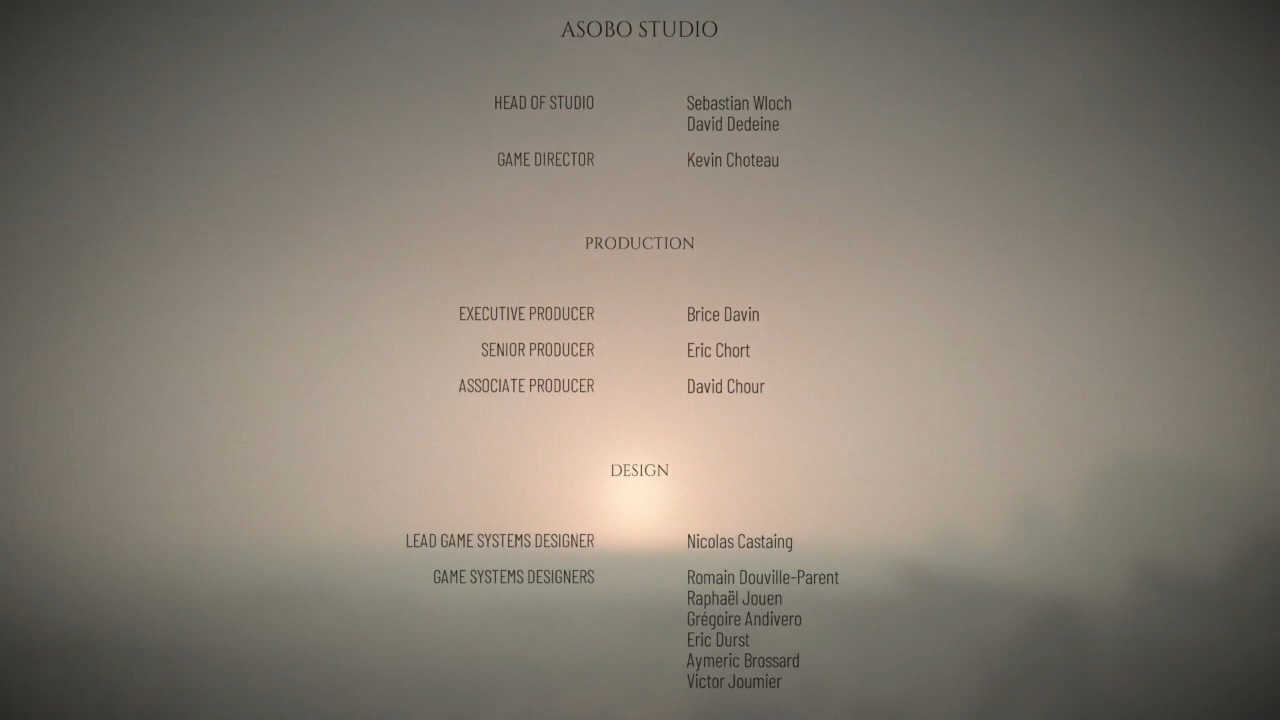 ASOBO STUDIO
HEAD OF STUDIO Sebastian Wloch
David Dedeine
GAME DIRECTOR Kevin Choteau
PRODUCTION
EXECUTIVE PRODUCER Brice Davin
SENIOR PRODUCER Eric Chort
ASSOCIATE PRODUCER David Chour
DESIGN
LEAD GAME SYSTEMS DESIGNER Nicolas Castaing
GAME SYSTEMS DESIGNERS Romain Douville-Parent
Raphaël Jouen
Grégoire Andivero
Eric Durst
Aymeric Brossard
Victor Joumier